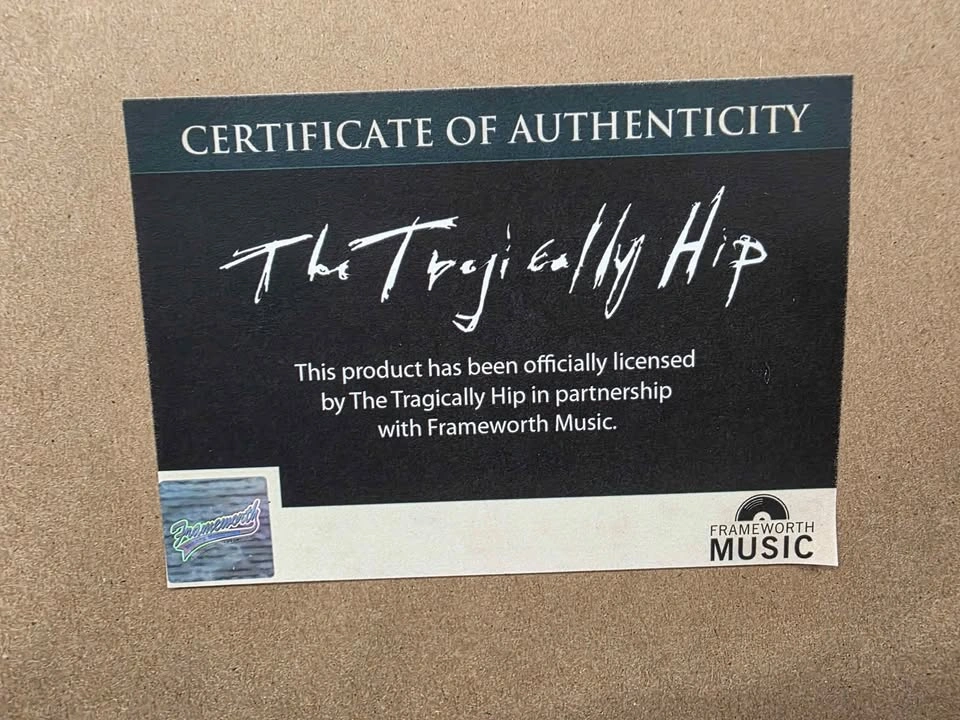 CERTIFICATE OF AUTHENTICITY
The Tragically Hip
This product has been officially licensed
by The Tragically Hip in partnership
with Frameworth Music.
Frameworth
FRAMEWORTH
MUSIC